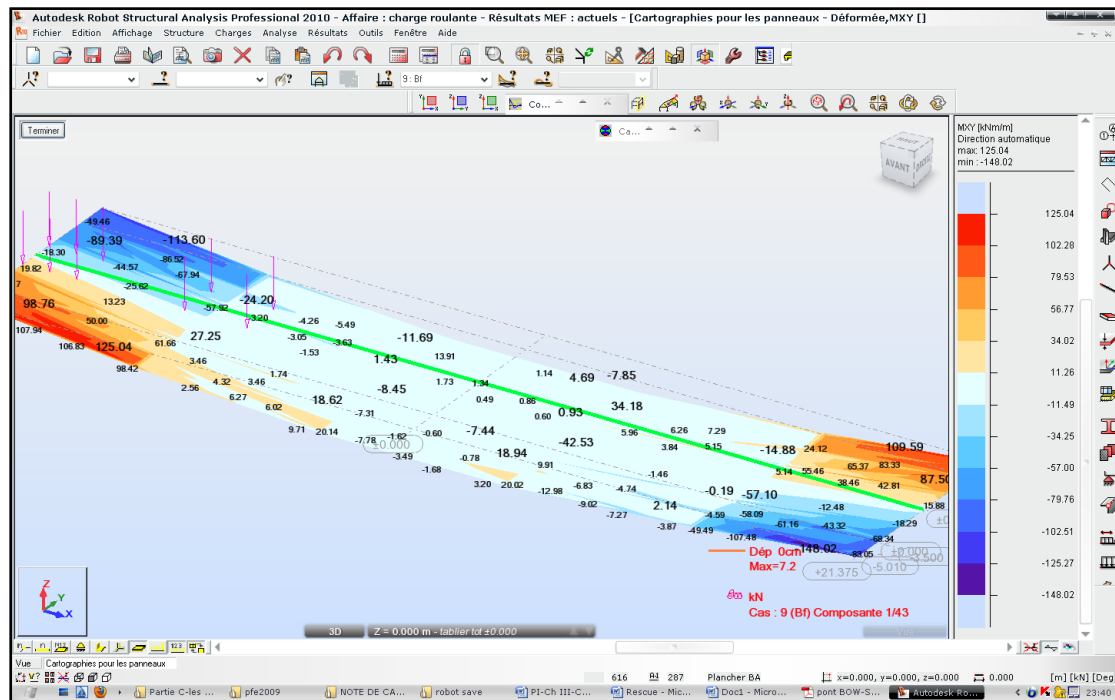 Autodesk Robot Structural Analysis Professional 2010 - Affaire : charge roulante - Résultats MEF : actuels - [Cartographies pour les panneaux - Déformée,MXY []
Fichier Edition Affichage Structure Charges Analyse Résultats Outils Fenêtre Aide
9 : Bf
Co...
Terminer
Ca...
AVANT
MXY [kNm/m]
Direction automatique
max: 125.04
min : -148.02
125.04
102.28
79.53
56.77
34.02
11.26
-11.49
-34.25
-57.00
-79.76
-102.51
-125.27
-148.02
-49.46
-89.39 -113.60
-18.30 -86.52
19.82 -44.57 -67.94
7 -25.62
98.76 13.23 -57.92 -24.20
107.94 50.00 -3.20 -4.26 -5.49
106.83 125.04 61.66 27.25 -3.05 -3.63 -11.69
98.42 3.46 -1.53 1.43 13.91
2.56 4.32 3.46 1.74 -8.45 1.73 1.34 1.14 4.69 -7.85
6.27 6.02 18.62 0.49 0.86 34.18
9.71 20.14 -7.31 0.60 0.93
-7.78 -1.62 -0.60 -7.44 5.96 6.26 7.29
±0.000
-3.49 -0.78 18.94 -42.53 3.84 5.15 -14.88 24.12 109.59
-1.68 9.91 -1.46 5.14 55.46 65.37 83.33
3.20 20.02 -12.98 -6.83 -4.74 -0.19 -57.10 38.46 42.81 87.50
-9.02 -7.27 2.14 -4.59 -58.09 -12.48 15.88
-3.87 -49.49 -61.16 -43.32 -18.29
-107.48 -68.34
148.02 -83.05
±0.000 -3.500
+21.375 -5.010
Dép 0cm
Max=7.2
kN
Cas : 9 (Bf) Composante 1/43
Z
Y
X
3D Z = 0.000 m - tablier tot ±0.000
Vue Cartographies pour les panneaux
616 287 Plancher BA x=0.000, y=0.000, z=0.000 0.000 [m] [kN] [Deg
Partie C-les ... pfe2009 NOTE DE CA... robot save PI-Ch III-C... Rescue - Mic... Doc1 - Micro... pont BOW-S... Autodesk Ro... 23:40